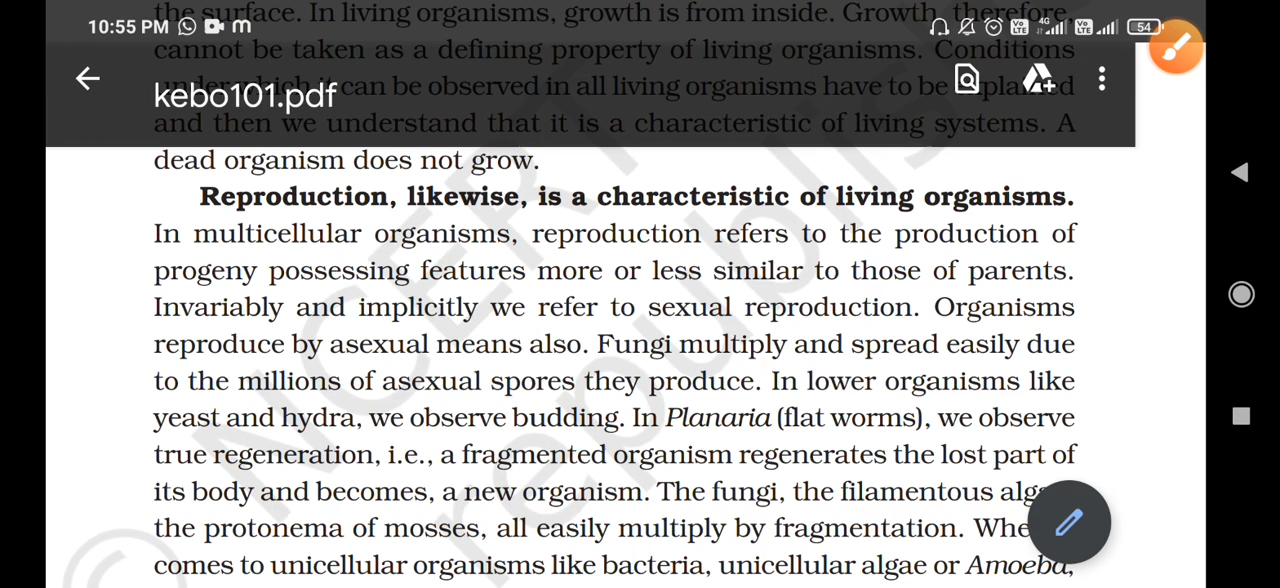 the surface. In living organisms, growth is from inside. Growth, therefore,
10:55 PM m 4G 54
cannot be taken as a defining property of living organisms. Conditions
under which it can be observed in all living organisms have to be explained
kebo101.pdf
and then we understand that it is a characteristic of living systems. A
dead organism does not grow.
Reproduction, likewise, is a characteristic of living organisms.
In multicellular organisms, reproduction refers to the production of
progeny possessing features more or less similar to those of parents.
Invariably and implicitly we refer to sexual reproduction. Organisms
reproduce by asexual means also. Fungi multiply and spread easily due
to the millions of asexual spores they produce. In lower organisms like
yeast and hydra, we observe budding. In Planaria (flat worms), we observe
true regeneration, i.e., a fragmented organism regenerates the lost part of
its body and becomes, a new organism. The fungi, the filamentous
the protonema of mosses, all easily multiply by fragmentation.
comes to unicellular organisms like bacteria, unicellular algae or Amoeba,
© NCERT
republish